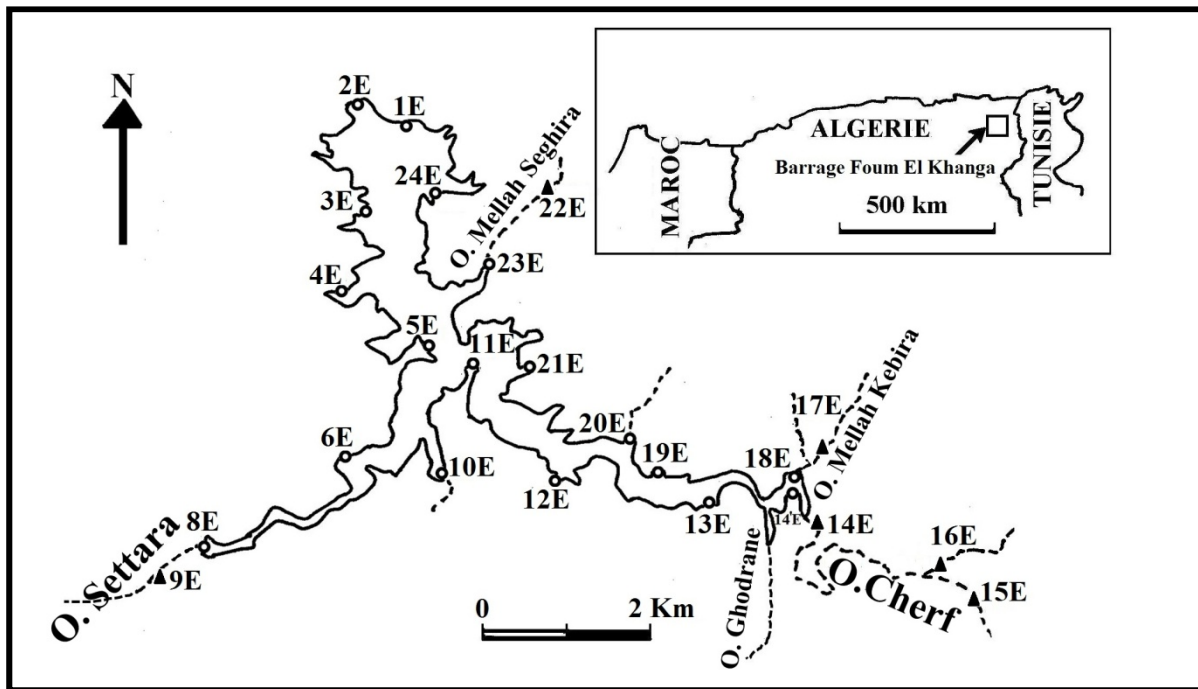 N
2E
1E
24E
3E
O. Mellah Seghira
22E
23E
4E
5E
11E
21E
6E
10E
20E
19E
12E
18E
17E
O. Mellah Kebira
13E
14'E
14E
16E
15E
O.Cherf
O. Ghodrane
8E
9E
O. Settara
0 2 Km
MAROC
ALGERIE
TUNISIE
Barrage Foum El Khanga
500 km